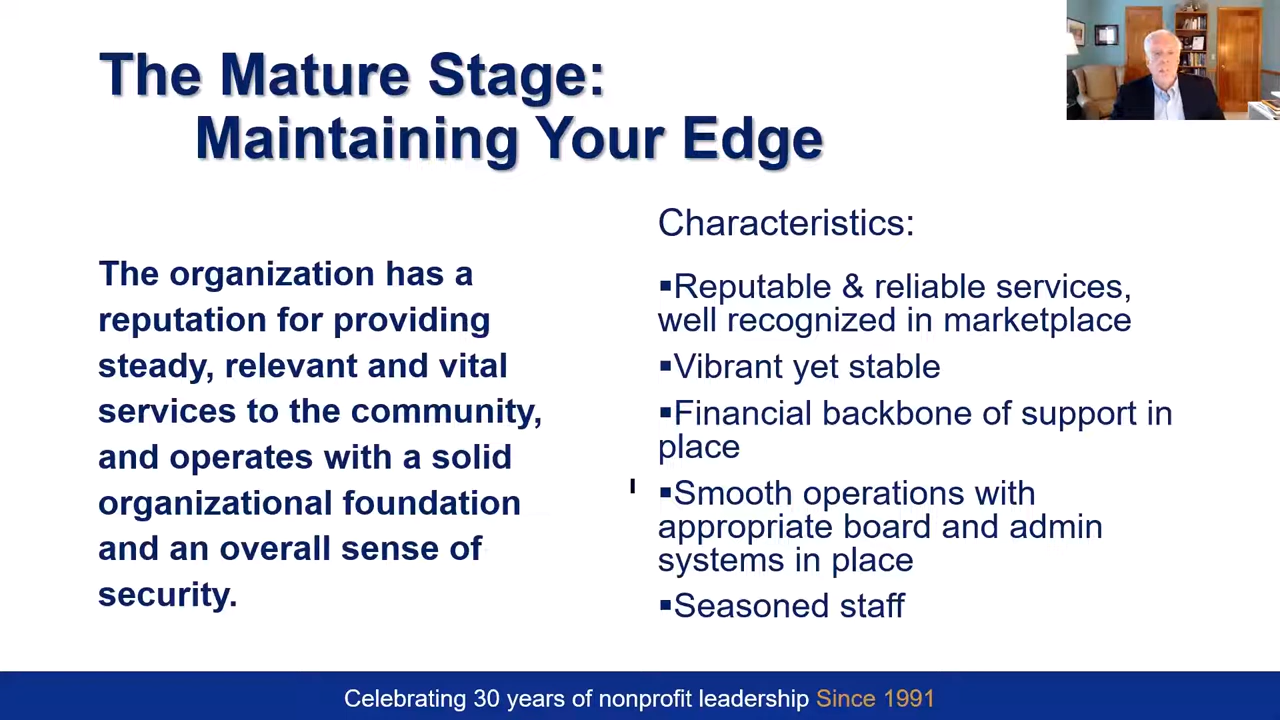 The Mature Stage:
Maintaining Your Edge
The organization has a
reputation for providing
steady, relevant and vital
services to the community,
and operates with a solid
organizational foundation
and an overall sense of
security.
Characteristics:
▪Reputable & reliable services,
well recognized in marketplace
▪Vibrant yet stable
▪Financial backbone of support in
place
▪Smooth operations with
appropriate board and admin
systems in place
▪Seasoned staff
Celebrating 30 years of nonprofit leadership Since 1991